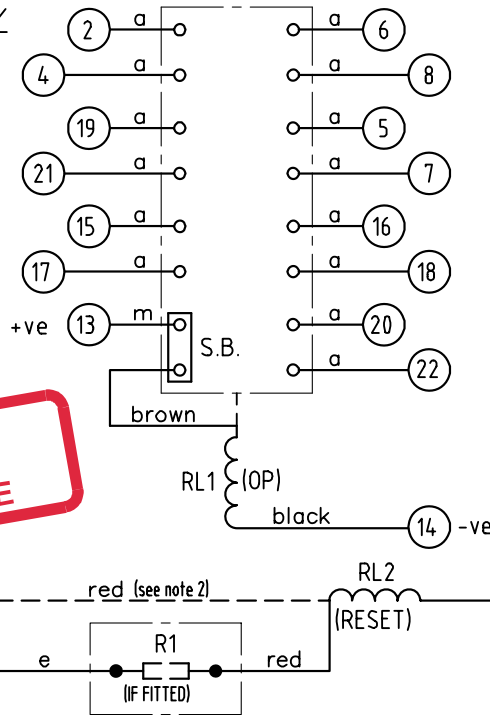 2 a a 6
4 a a 8
19 a a 5
21 a a 7
15 a a 16
17 a a 18
+ve 13 m a 20
S.B.
a 22
brown
RL1 (OP)
black 14 -ve
E
red (see note 2) RL2
(RESET)
e R1 red
(IF FITTED)